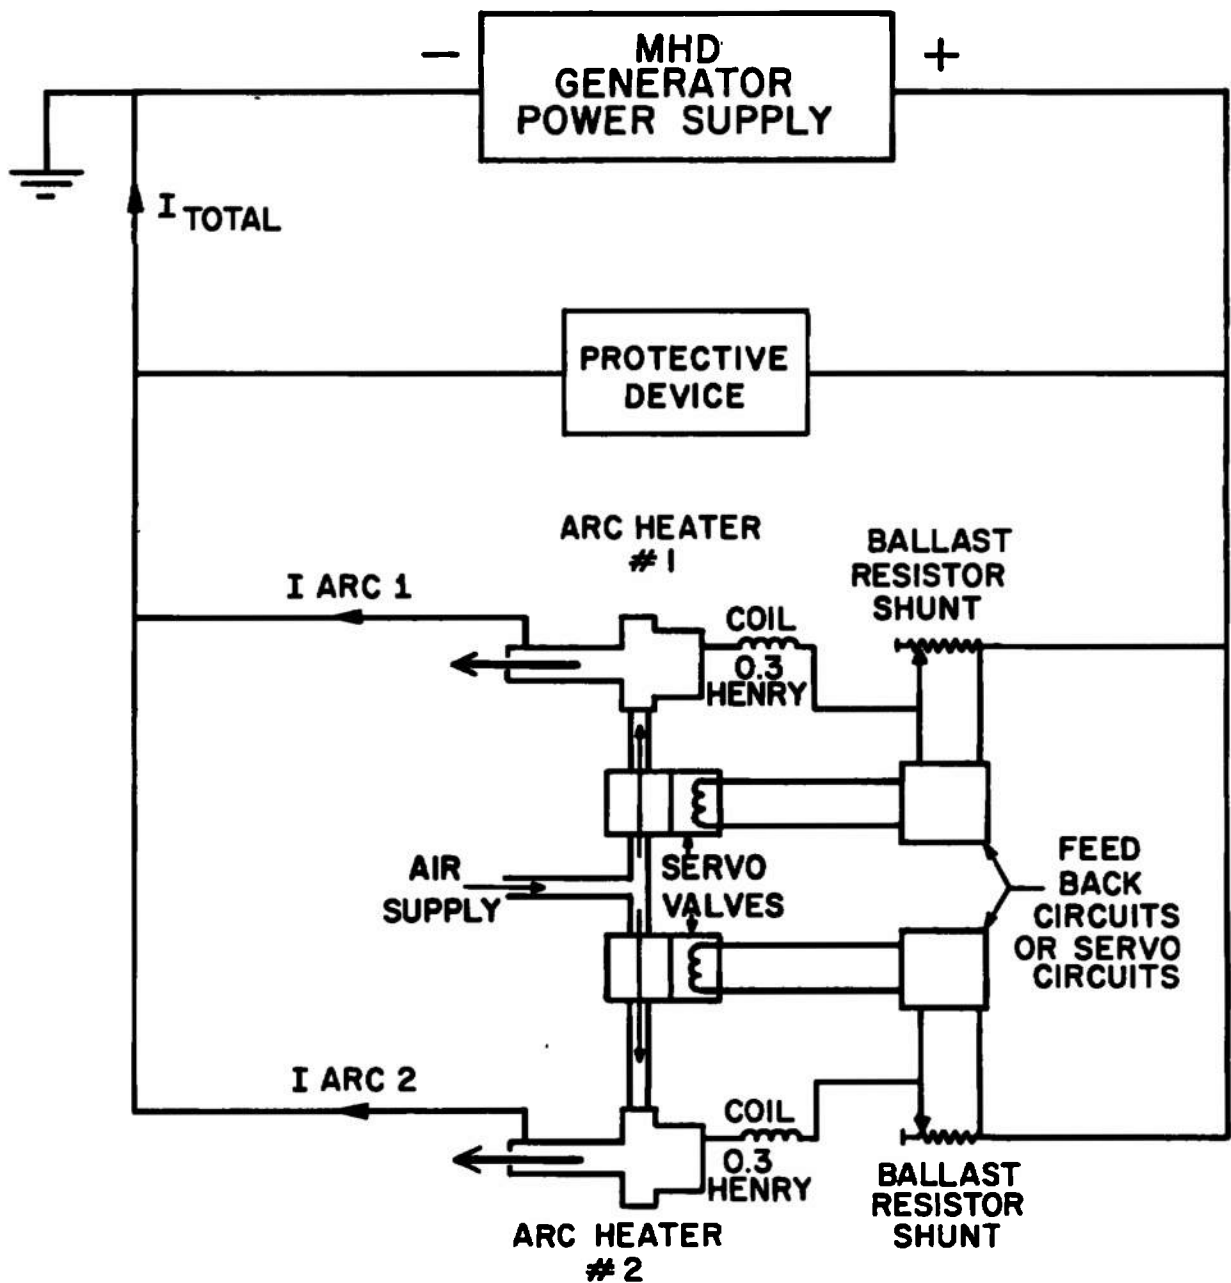 − MHD +
GENERATOR
POWER SUPPLY
I TOTAL
PROTECTIVE
DEVICE
ARC HEATER
#1
BALLAST
RESISTOR
SHUNT
I ARC 1
COIL
0.3
HENRY
AIR
SUPPLY
SERVO
VALVES
FEED
BACK
CIRCUITS
OR SERVO
CIRCUITS
I ARC 2
COIL
0.3
HENRY
ARC HEATER
#2
BALLAST
RESISTOR
SHUNT